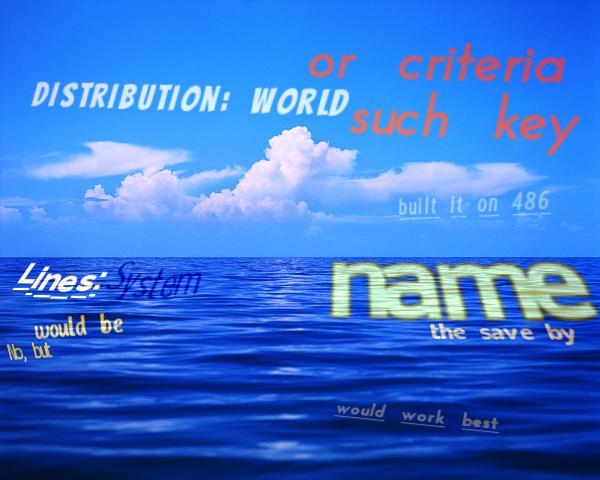 or criteria
such key
DISTRIBUTION: WORLD
built it on 486
Lines: System
name
would be
the save by
No, but
would work best